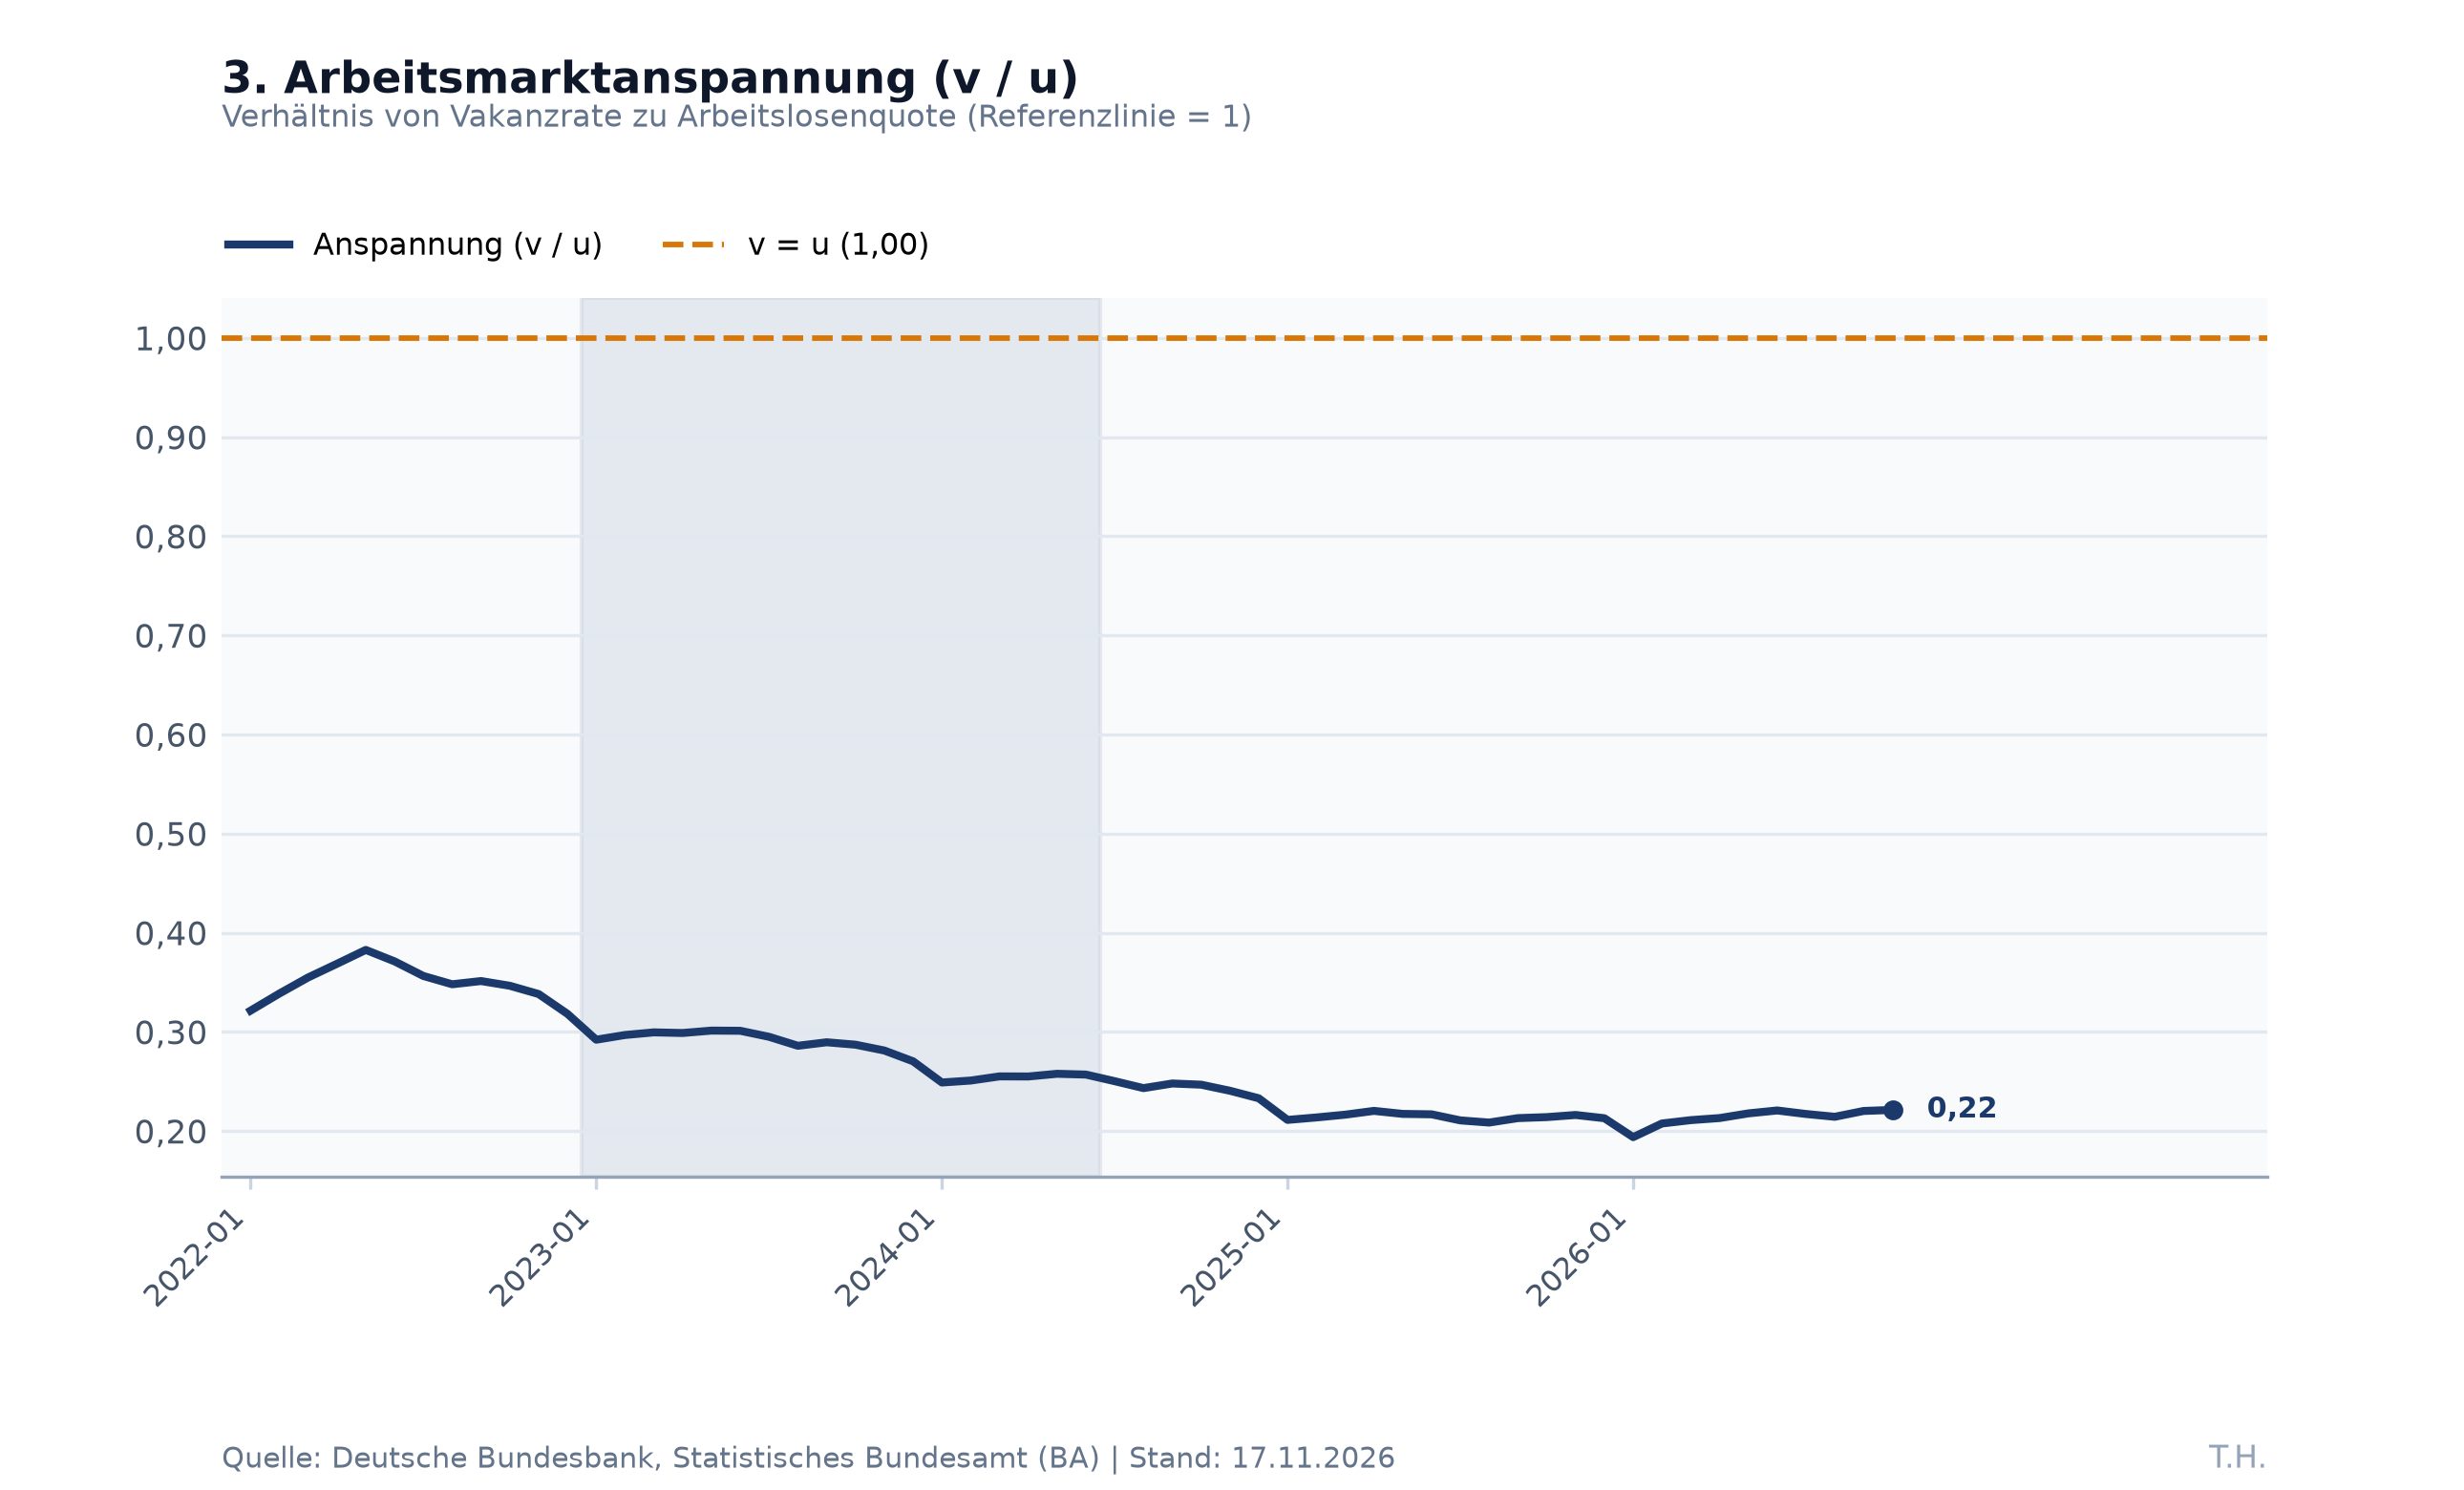 3. Arbeitsmarktanspannung (v / u)
Verhältnis von Vakanzrate zu Arbeitslosenquote (Referenzlinie = 1)
Anspannung (v / u)
v = u (1,00)
1,00
0,90
0,80
0,70
0,60
0,50
0,40
0,30
0,20
0,22
2022-01
2023-01
2024-01
2025-01
2026-01
Quelle: Deutsche Bundesbank, Statistisches Bundesamt (BA) | Stand: 17.11.2026
T.H.